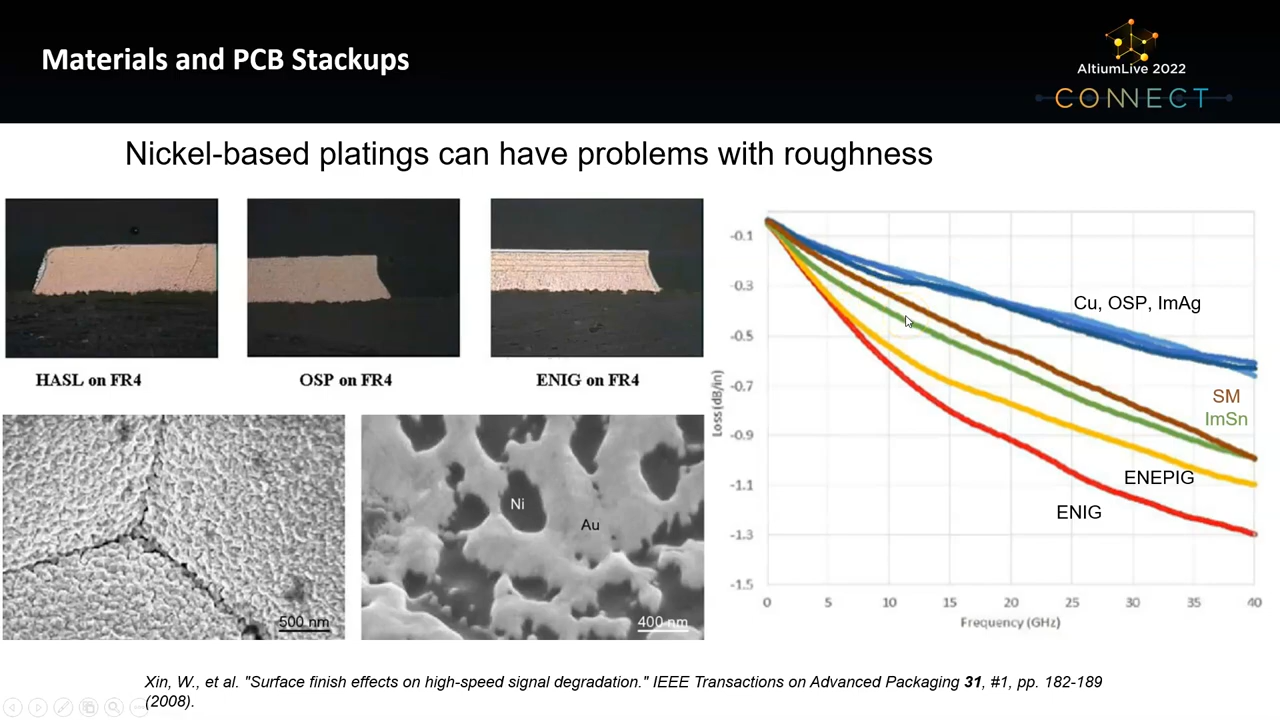 Materials and PCB Stackups
AltiumLive 2022
CONNECT
Nickel-based platings can have problems with roughness
HASL on FR4
OSP on FR4
ENIG on FR4
500 nm
Ni
Au
400 nm
Loss (dB/in)
-0.1
-0.3
-0.5
-0.7
-0.9
-1.1
-1.3
-1.5
Cu, OSP, ImAg
SM
ImSn
ENEPIG
ENIG
0 5 10 15 20 25 30 35 40
Frequency (GHz)
Xin, W., et al. "Surface finish effects on high-speed signal degradation." IEEE Transactions on Advanced Packaging 31, #1, pp. 182-189
(2008).